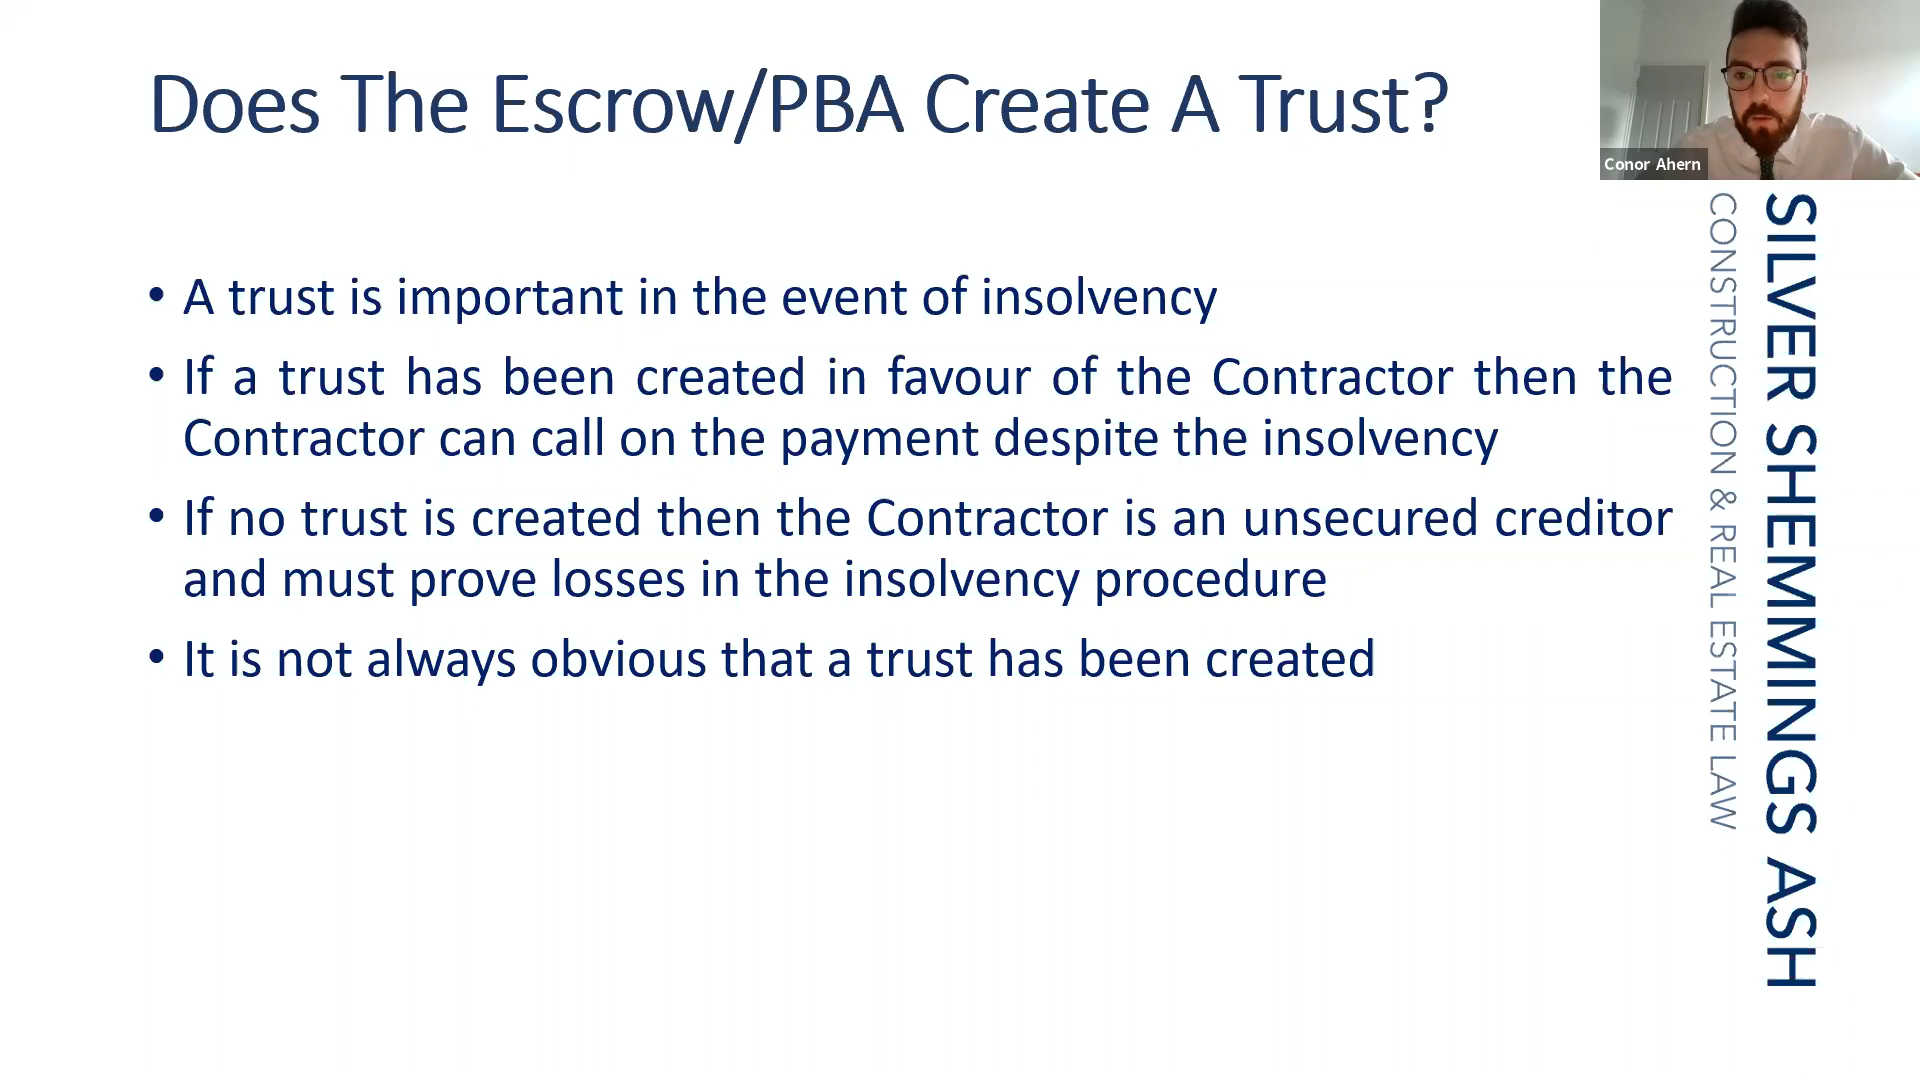 Does The Escrow/PBA Create A Trust?
Conor Ahern
• A trust is important in the event of insolvency
• If a trust has been created in favour of the Contractor then the
Contractor can call on the payment despite the insolvency
• If no trust is created then the Contractor is an unsecured creditor
and must prove losses in the insolvency procedure
• It is not always obvious that a trust has been created
SILVER SHEMMINGS ASH
CONSTRUCTION & REAL ESTATE LAW